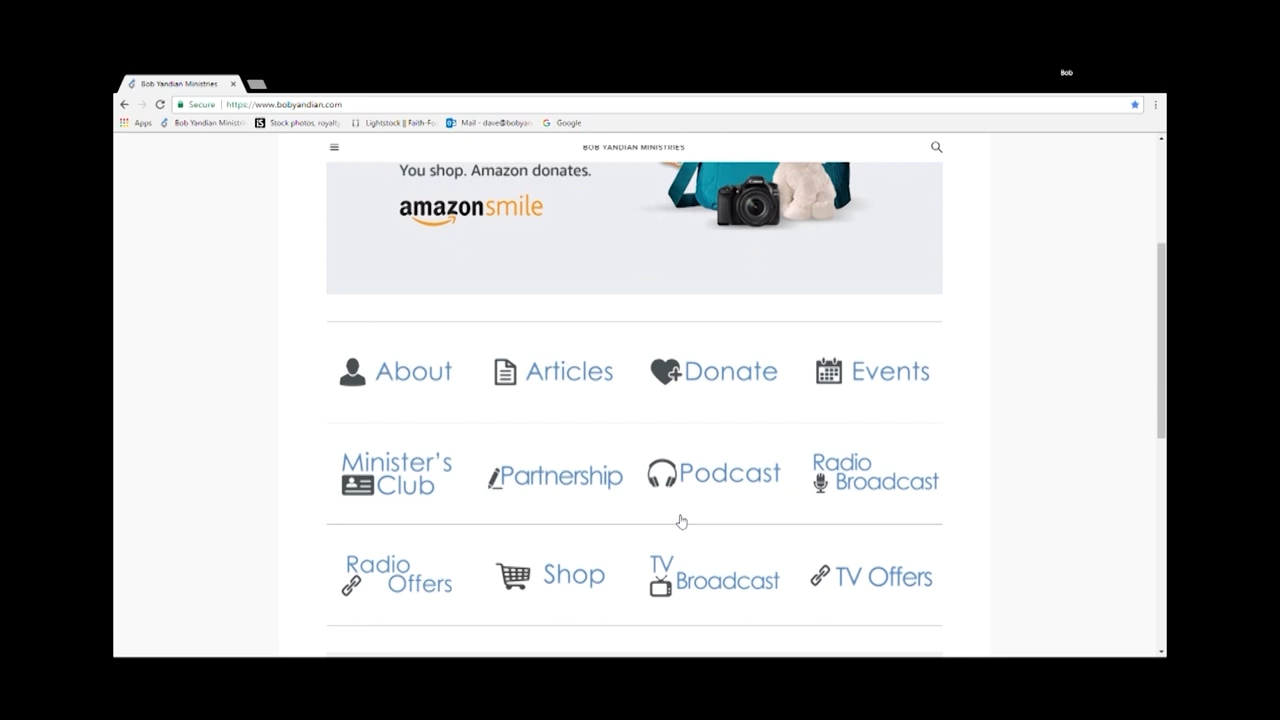 Bob
Bob Yandian Ministries
Secure https://www.bobyandian.com
Apps Bob Yandian Ministri Stock photos, royalty Lightstock || Faith-Fo Mail - dave@bobyan Google
BOB YANDIAN MINISTRIES
You shop. Amazon donates.
amazonsmile
About Articles Donate Events
Minister's Club
Partnership
Podcast
Radio Broadcast
Radio Offers
Shop
TV Broadcast
TV Offers